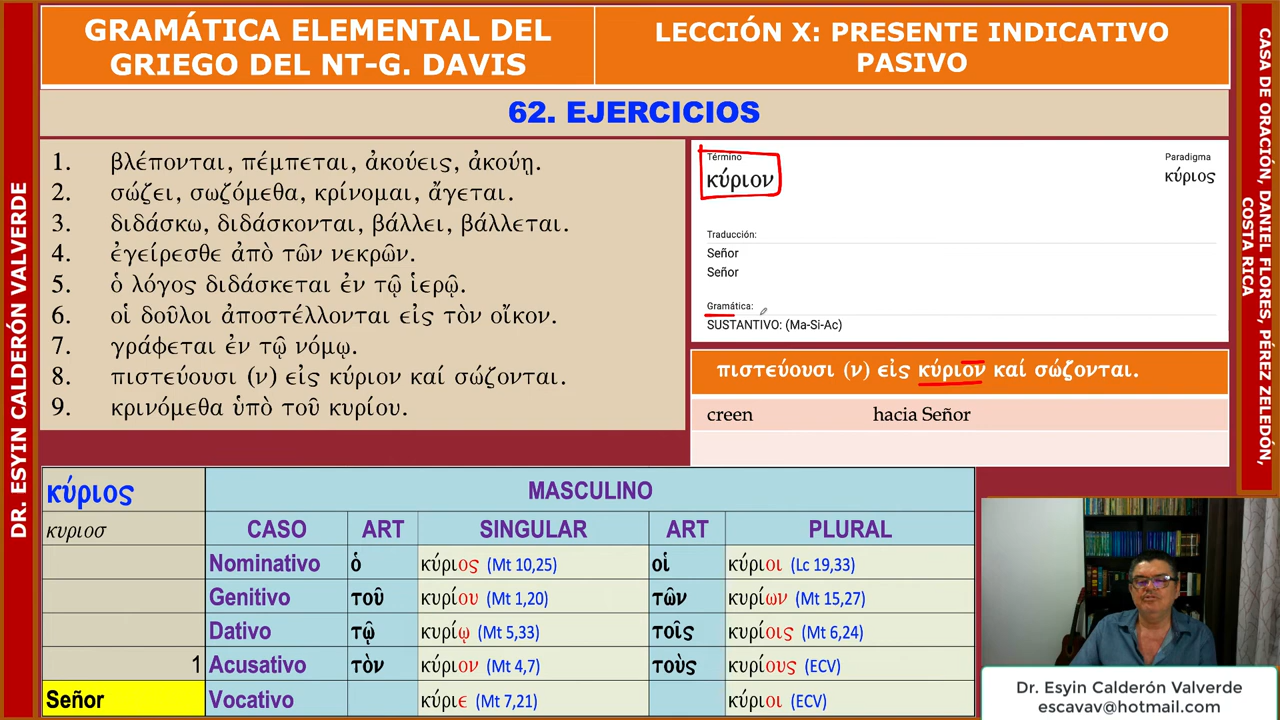 DR. ESYIN CALDERÓN VALVERDE
GRAMÁTICA ELEMENTAL DEL
GRIEGO DEL NT-G. DAVIS
LECCIÓN X: PRESENTE INDICATIVO
PASIVO
62. EJERCICIOS
1. βλέπονται, πέμπεται, ἀκούεις, ἀκούῃ.
2. σώζει, σωζόμεθα, κρίνομαι, ἄγεται.
3. διδάσκω, διδάσκονται, βάλλει, βάλλεται.
4. ἐγείρεσθε ἀπὸ τῶν νεκρῶν.
5. ὁ λόγος διδάσκεται ἐν τῷ ἱερῷ.
6. οἱ δοῦλοι ἀποστέλλονται εἰς τὸν οἴκον.
7. γράφεται ἐν τῷ νόμῳ.
8. πιστεύουσι (ν) εἰς κύριον καί σώζονται.
9. κρινόμεθα ὑπὸ τοῦ κυρίου.
Término
κύριον
Paradigma
κύριος
Traducción:
Señor
Señor
Gramática:
SUSTANTIVO: (Ma-Si-Ac)
πιστεύουσι (ν) εἰς κύριον καί σώζονται.
creen hacia Señor
κύριος MASCULINO
κυριοσ CASO ART SINGULAR ART PLURAL
Nominativo ὁ κύριος (Mt 10,25) οἱ κύριοι (Lc 19,33)
Genitivo τοῦ κυρίου (Mt 1,20) τῶν κυρίων (Mt 15,27)
Dativo τῷ κυρίῳ (Mt 5,33) τοῖς κυρίοις (Mt 6,24)
1 Acusativo τὸν κύριον (Mt 4,7) τοὺς κυρίους (ECV)
Señor Vocativo κύριε (Mt 7,21) κύριοι (ECV)
Dr. Esyin Calderón Valverde
escavav@hotmail.com
CASA DE ORACIÓN, DANIEL FLORES, PÉREZ ZELEDÓN,
COSTA RICA